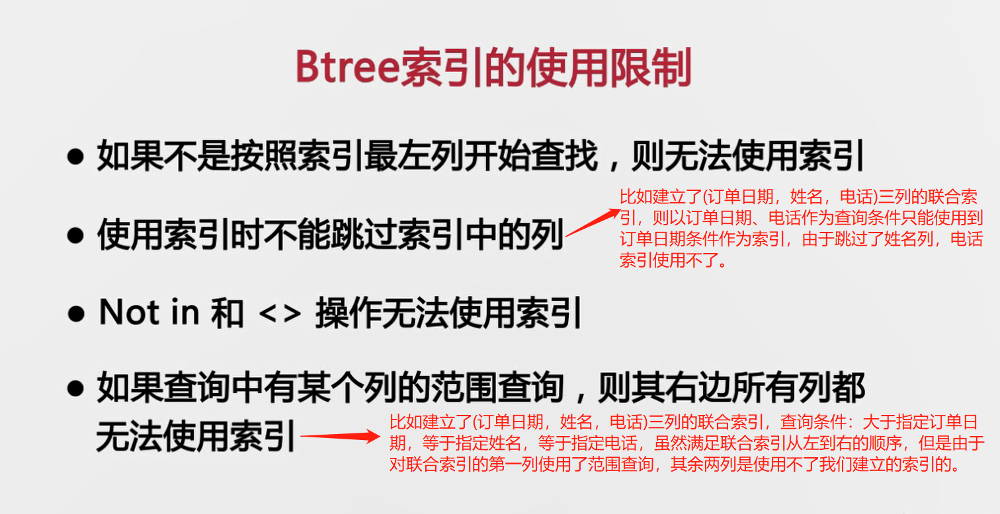 Btree索引的使用限制
● 如果不是按照索引最左列开始查找，则无法使用索引
● 使用索引时不能跳过索引中的列
比如建立了(订单日期，姓名，电话)三列的联合索
引，则以订单日期、电话作为查询条件只能使用到
订单日期条件作为索引，由于跳过了姓名列，电话
索引使用不了。
● Not in 和 <> 操作无法使用索引
● 如果查询中有某个列的范围查询，则其右边所有列都
无法使用索引
比如建立了(订单日期，姓名，电话)三列的联合索引，查询条件：大于指定订单日
期，等于指定姓名，等于指定电话，虽然满足联合索引从左到右的顺序，但是由于
对联合索引的第一列使用了范围查询，其余两列是使用不了我们建立的索引的。